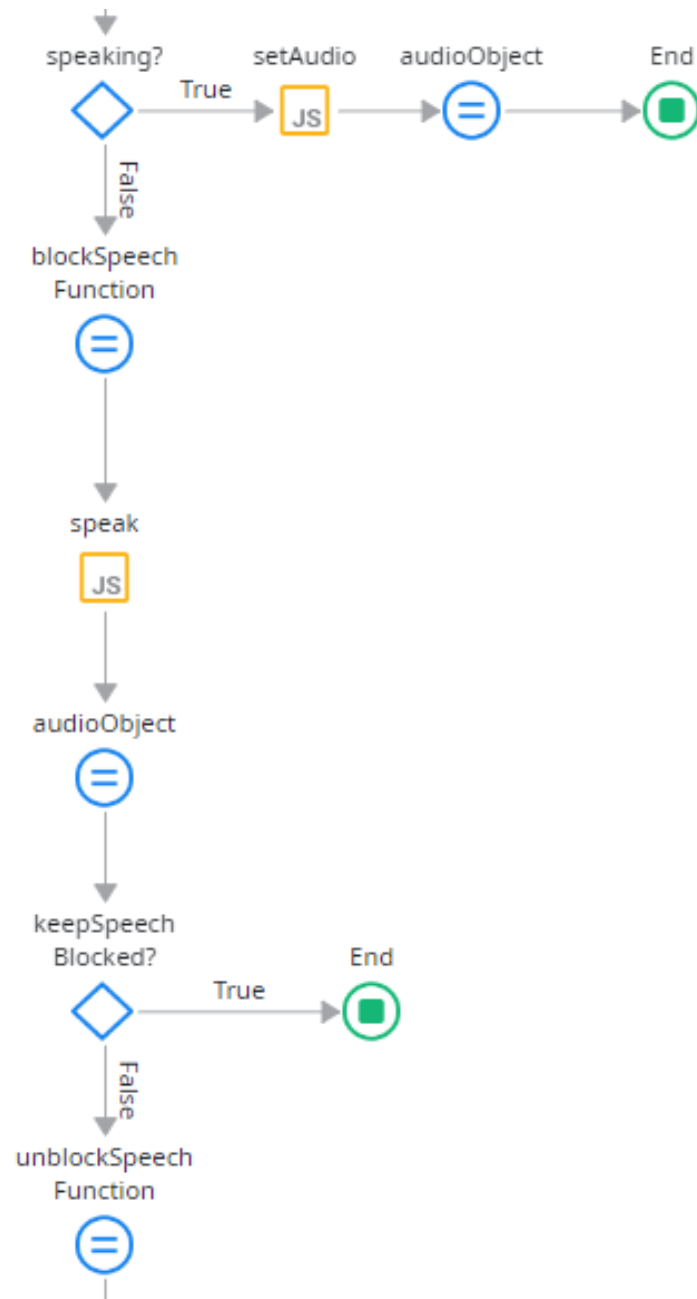 speaking?
setAudio
audioObject
End
True
JS
False
blockSpeech
Function
speak
JS
audioObject
keepSpeech
Blocked?
End
True
False
unblockSpeech
Function